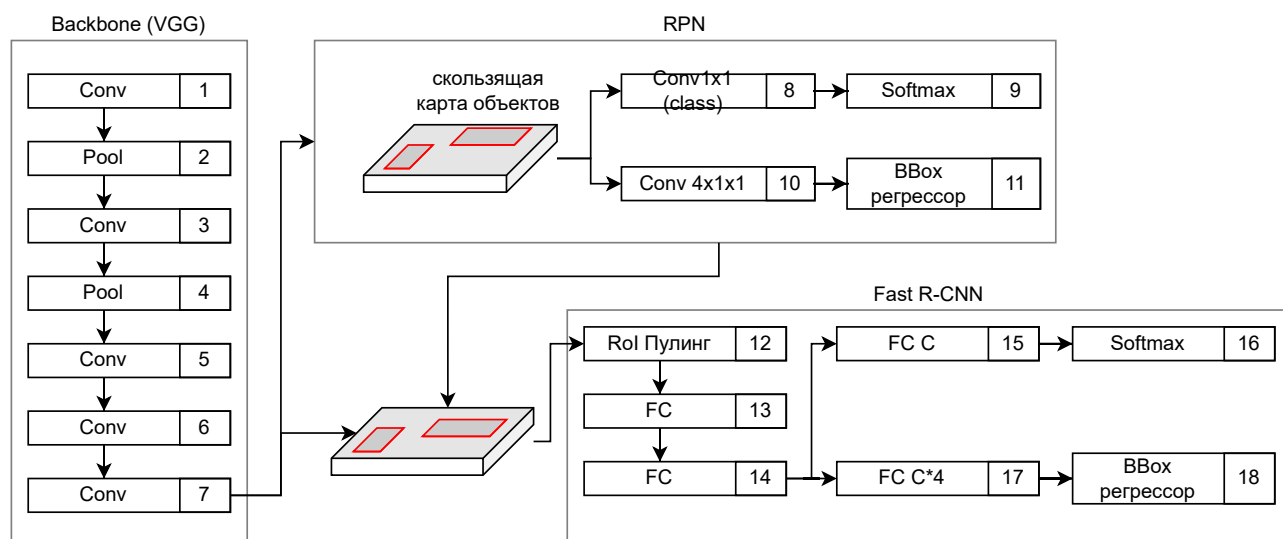 Backbone (VGG)
Conv 1
Pool 2
Conv 3
Pool 4
Conv 5
Conv 6
Conv 7
RPN
скользящая
карта объектов
Conv1x1
(class)
8
Softmax 9
Conv 4x1x1 10
BBox
регрессор
11
Fast R-CNN
RoI Пулинг 12
FC 13
FC 14
FC C 15
Softmax 16
FC C*4 17
BBox
регрессор
18